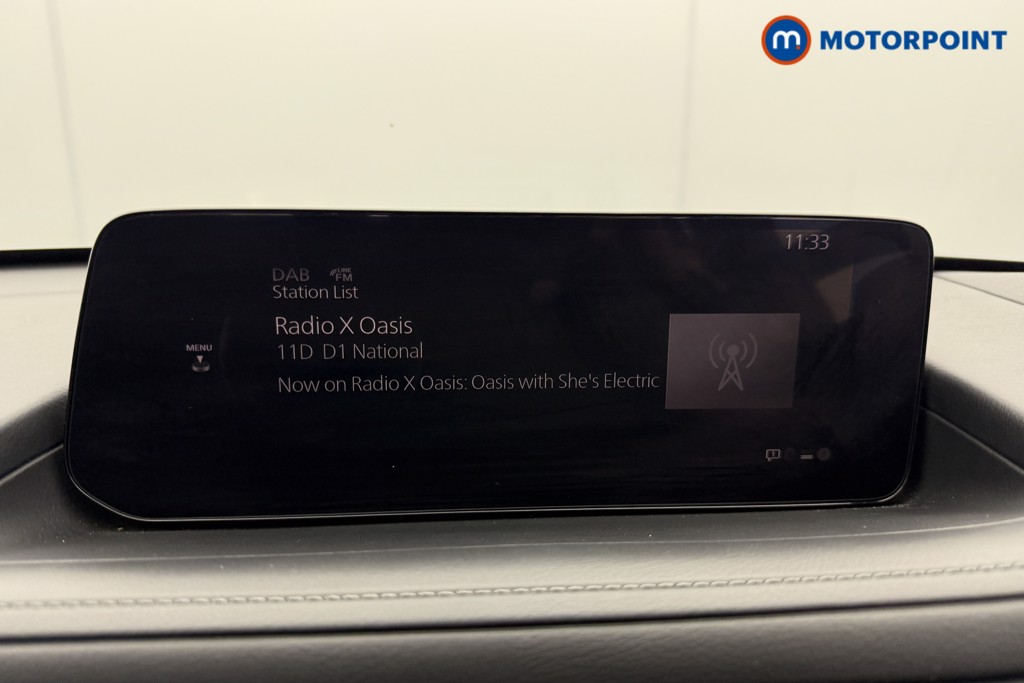 m MOTORPOINT
11:33
DAB LINK FM
Station List
Radio X Oasis
MENU
11D D1 National
Now on Radio X Oasis: Oasis with She's Electric